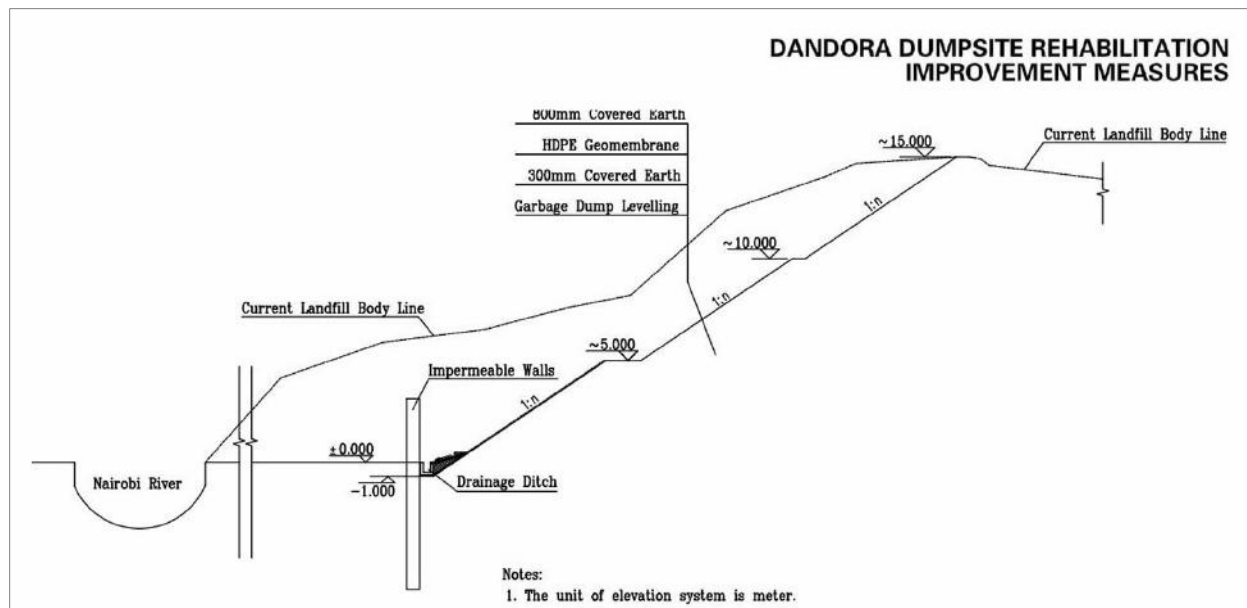 DANDORA DUMPSITE REHABILITATION
IMPROVEMENT MEASURES
800mm Covered Earth
HDPE Geomembrane
300mm Covered Earth
Garbage Dump Levelling
~15.000
Current Landfill Body Line
1:n
~10.000
1:n
Current Landfill Body Line
~5.000
Impermeable Walls
1:n
±0.000
Nairobi River
-1.000
Drainage Ditch
Notes:
1. The unit of elevation system is meter.